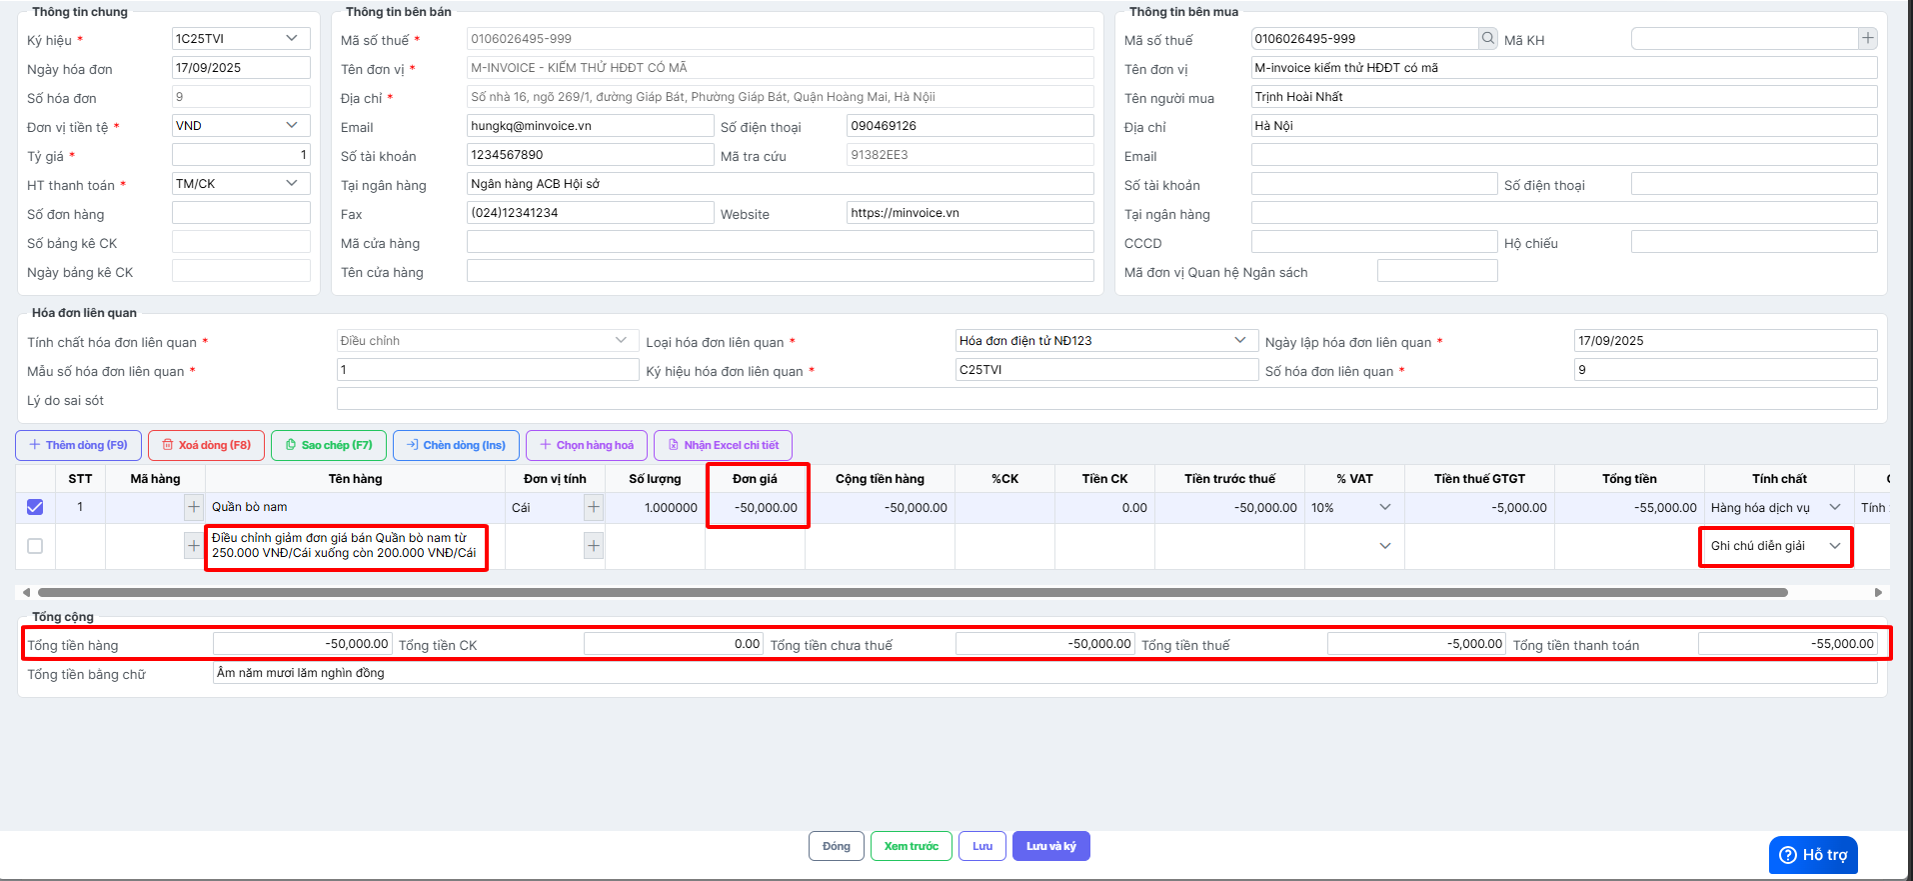 Thông tin chung
Ký hiệu * 1C25TVI
Ngày hóa đơn 17/09/2025
Số hóa đơn 9
Đơn vị tiền tệ * VND
Tỷ giá * 1
HT thanh toán * TM/CK
Số đơn hàng
Số bảng kê CK
Ngày bảng kê CK
Thông tin bên bán
Mã số thuế * 0106026495-999
Tên đơn vị * M-INVOICE - KIỂM THỬ HĐĐT CÓ MÃ
Địa chỉ * Số nhà 16, ngõ 269/1, đường Giáp Bát, Phường Giáp Bát, Quận Hoàng Mai, Hà Nộii
Email hungkq@minvoice.vn Số điện thoại 090469126
Số tài khoản 1234567890 Mã tra cứu 91382EE3
Tại ngân hàng Ngân hàng ACB Hội sở
Fax (024)12341234 Website https://minvoice.vn
Mã cửa hàng
Tên cửa hàng
Thông tin bên mua
Mã số thuế 0106026495-999 Mã KH
Tên đơn vị M-invoice kiểm thử HĐĐT có mã
Tên người mua Trịnh Hoài Nhất
Địa chỉ Hà Nội
Email
Số tài khoản Số điện thoại
Tại ngân hàng
CCCD Hộ chiếu
Mã đơn vị Quan hệ Ngân sách
Hóa đơn liên quan
Tính chất hóa đơn liên quan * Điều chỉnh Loại hóa đơn liên quan * Hóa đơn điện tử NĐ123 Ngày lập hóa đơn liên quan * 17/09/2025
Mẫu số hóa đơn liên quan * 1 Ký hiệu hóa đơn liên quan * C25TVI Số hóa đơn liên quan * 9
Lý do sai sót
Thêm dòng (F9) Xoá dòng (F8) Sao chép (F7) Chèn dòng (Ins) Chọn hàng hoá Nhận Excel chi tiết
STT Mã hàng Tên hàng Đơn vị tính Số lượng Đơn giá Cộng tiền hàng %CK Tiền CK Tiền trước thuế % VAT Tiền thuế GTGT Tổng tiền Tính chất
1 Quần bò nam Cái 1.000000 -50,000.00 -50,000.00 0.00 -50,000.00 10% -5,000.00 -55,000.00 Hàng hóa dịch vụ Tính
Điều chỉnh giảm đơn giá bán Quần bò nam từ
250.000 VNĐ/Cái xuống còn 200.000 VNĐ/Cái
Ghi chú diễn giải
Tổng cộng
Tổng tiền hàng -50,000.00 Tổng tiền CK 0.00 Tổng tiền chưa thuế -50,000.00 Tổng tiền thuế -5,000.00 Tổng tiền thanh toán -55,000.00
Tổng tiền bằng chữ Âm năm mươi lăm nghìn đồng
Đóng Xem trước Lưu Lưu và ký
Hỗ trợ